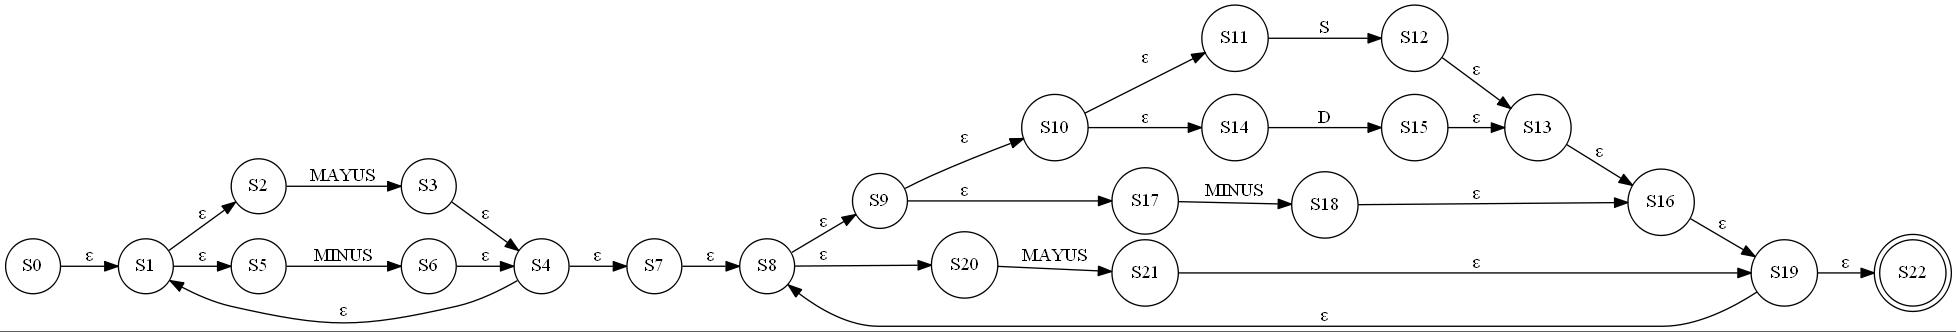 S11
S
S12
ε
ε
S10
ε
S14
D
S15
ε
S13
ε
ε
S2
MAYUS
S3
S9
ε
S17
MINUS
S18
ε
S16
ε
ε
ε
ε
S0
ε
S1
ε
S5
MINUS
S6
ε
S4
ε
S7
ε
S8
ε
S20
MAYUS
S21
ε
S19
ε
S22
ε
ε